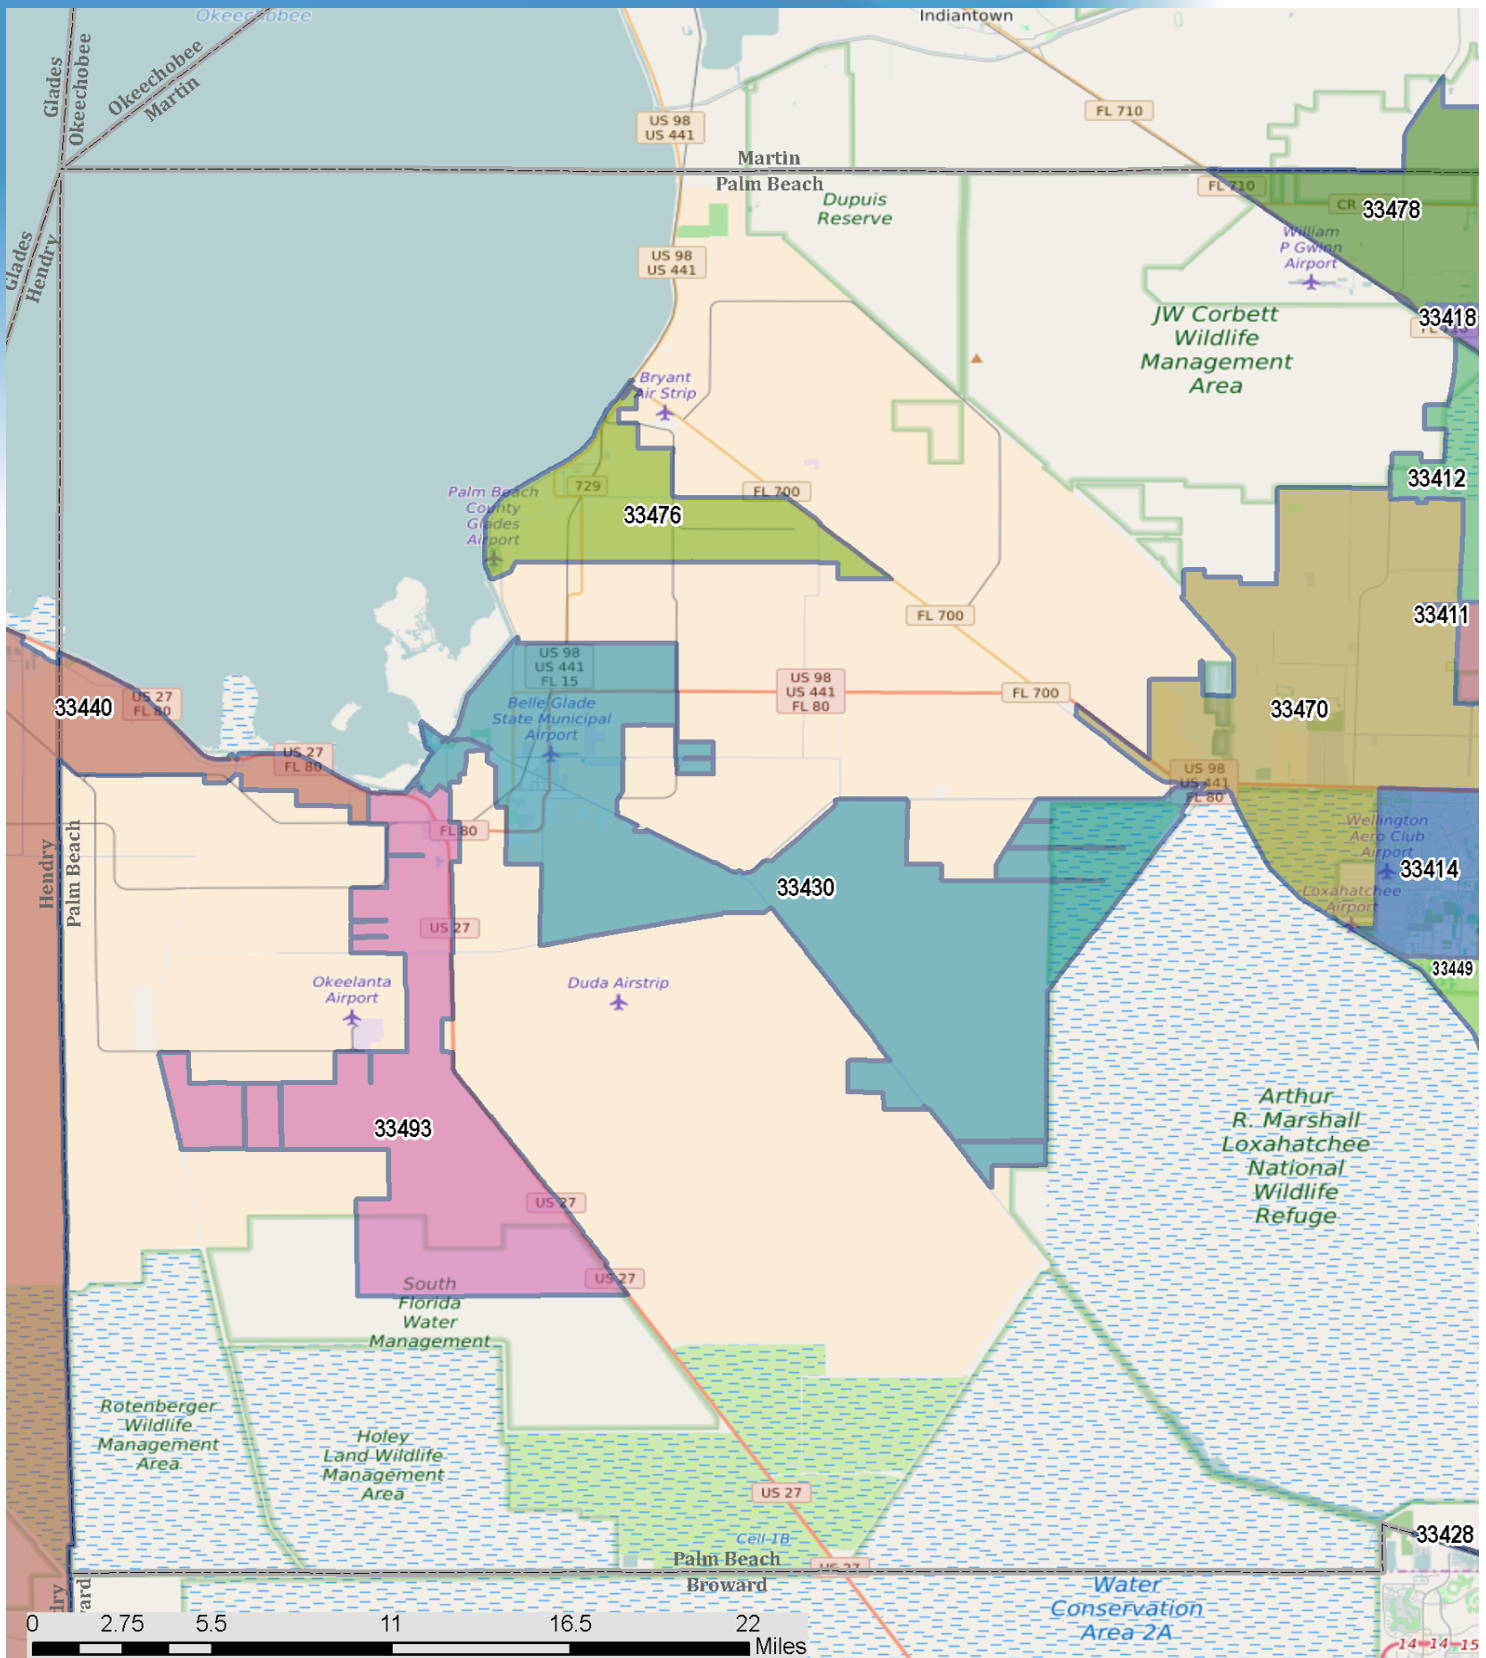 Okeechobee
Indiantown
Glades
Okeechobee
Okeechobee
Martin
US 98
US 441
FL 710
Martin
Palm Beach
FL 710
CR
33478
Dupuis
Reserve
William
P Gwinn
Airport
Glades
Hendry
US 98
US 441
JW Corbett
Wildlife
Management
Area
33418
Bryant
Air Strip
729
FL 700
33412
Palm Beach
County
Glades
Airport
33476
FL 700
33411
US 98
US 441
FL 15
US 98
US 441
FL 80
FL 700
33440
US 27
FL 80
Belle Glade
State Municipal
Airport
33470
US 27
FL 80
US 98
US 441
FL 80
FL 80
Wellington
Aero Club
Airport
33414
Hendry
Palm Beach
33430
Loxahatchee
Airport
US 27
33449
Okeelanta
Airport
Duda Airstrip
33493
Arthur
R. Marshall
Loxahatchee
National
Wildlife
Refuge
US 27
US 27
South
Florida
Water
Management
Rotenberger
Wildlife
Management
Area
Holey
Land Wildlife
Management
Area
US 27
Cell 1B
33428
Palm Beach
Broward
US 27
Water
Conservation
Area 2A
0 2.75 5.5 11 16.5 22
Miles
14 14 15